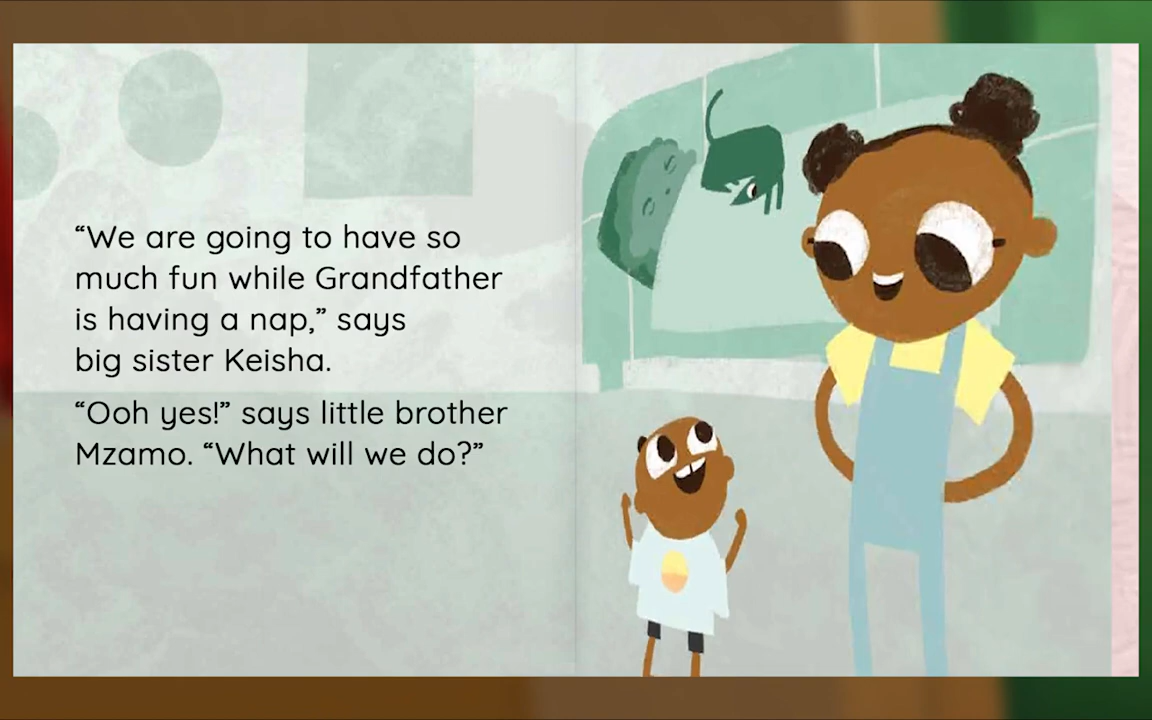 “We are going to have so
much fun while Grandfather
is having a nap,” says
big sister Keisha.
“Ooh yes!” says little brother
Mzamo. “What will we do?”